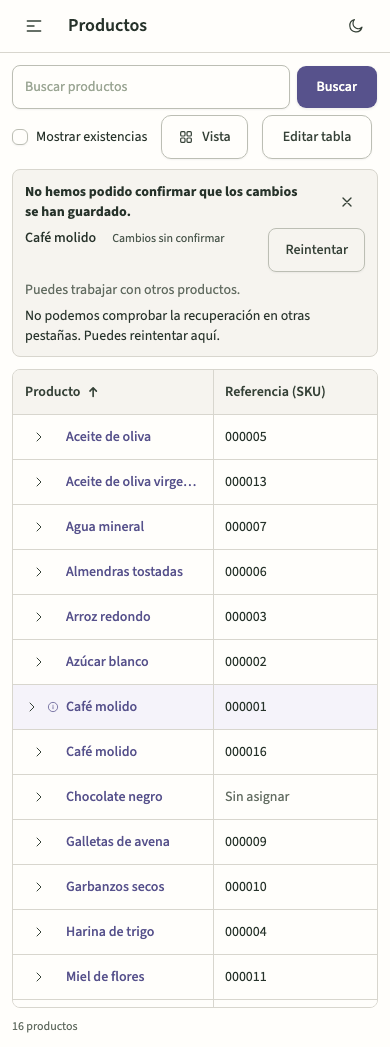 Productos
Buscar productos
Buscar
Mostrar existencias
Vista
Editar tabla
No hemos podido confirmar que los cambios
se han guardado.
Café molido Cambios sin confirmar
Reintentar
Puedes trabajar con otros productos.
No podemos comprobar la recuperación en otras
pestañas. Puedes reintentar aquí.
Producto ↑ Referencia (SKU)
Aceite de oliva 000005
Aceite de oliva virge... 000013
Agua mineral 000007
Almendras tostadas 000006
Arroz redondo 000003
Azúcar blanco 000002
Café molido 000001
Café molido 000016
Chocolate negro Sin asignar
Galletas de avena 000009
Garbanzos secos 000010
Harina de trigo 000004
Miel de flores 000011
16 productos